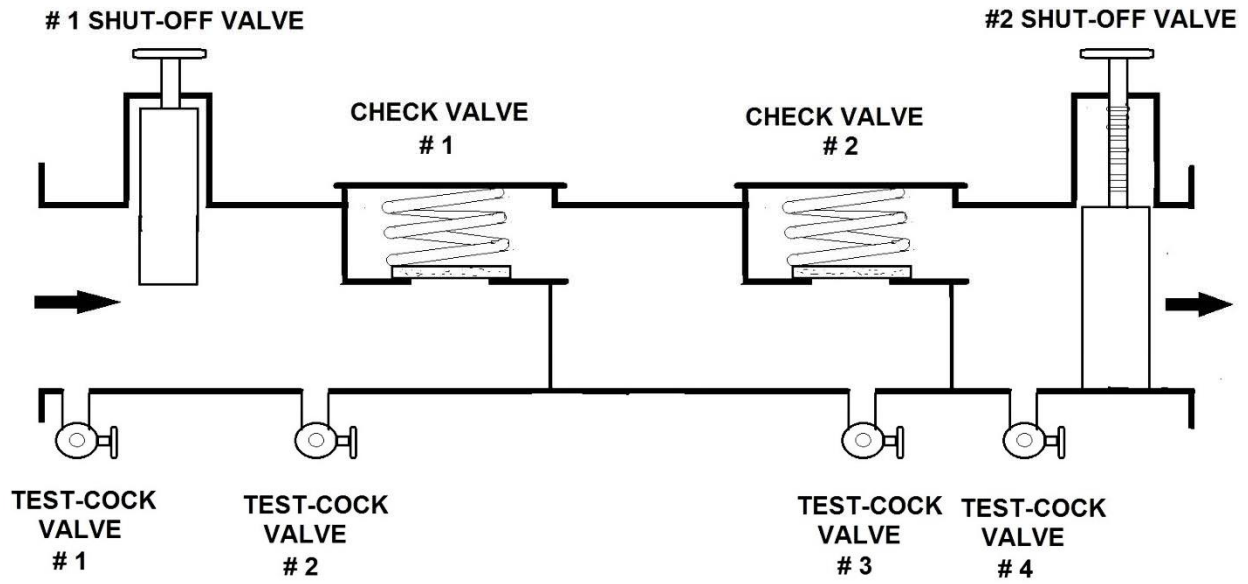 # 1 SHUT-OFF VALVE
#2 SHUT-OFF VALVE
CHECK VALVE
# 1
CHECK VALVE
# 2
TEST-COCK
VALVE
# 1
TEST-COCK
VALVE
# 2
TEST-COCK
VALVE
# 3
TEST-COCK
VALVE
# 4